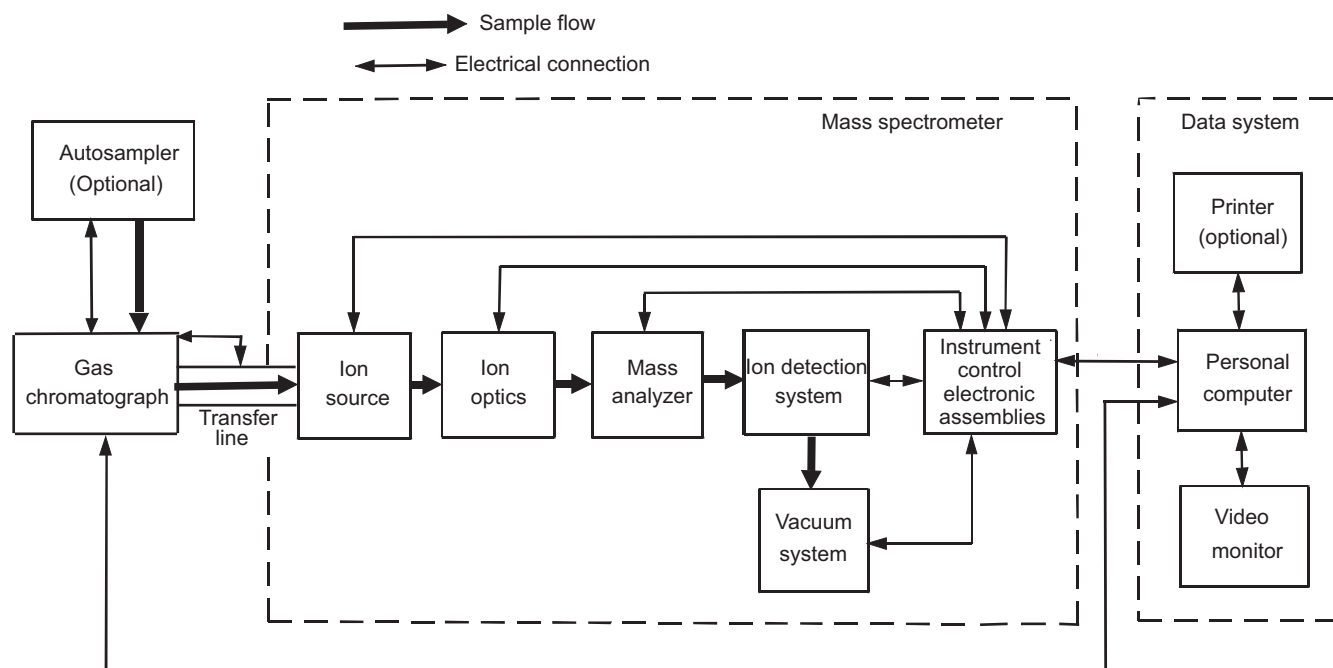 Sample flow
Electrical connection
Mass spectrometer
Data system
Autosampler
(Optional)
Printer
(optional)
Gas
chromatograph
Transfer
line
Ion
source
Ion
optics
Mass
analyzer
Ion detection
system
Instrument
control
electronic
assemblies
Personal
computer
Vacuum
system
Video
monitor